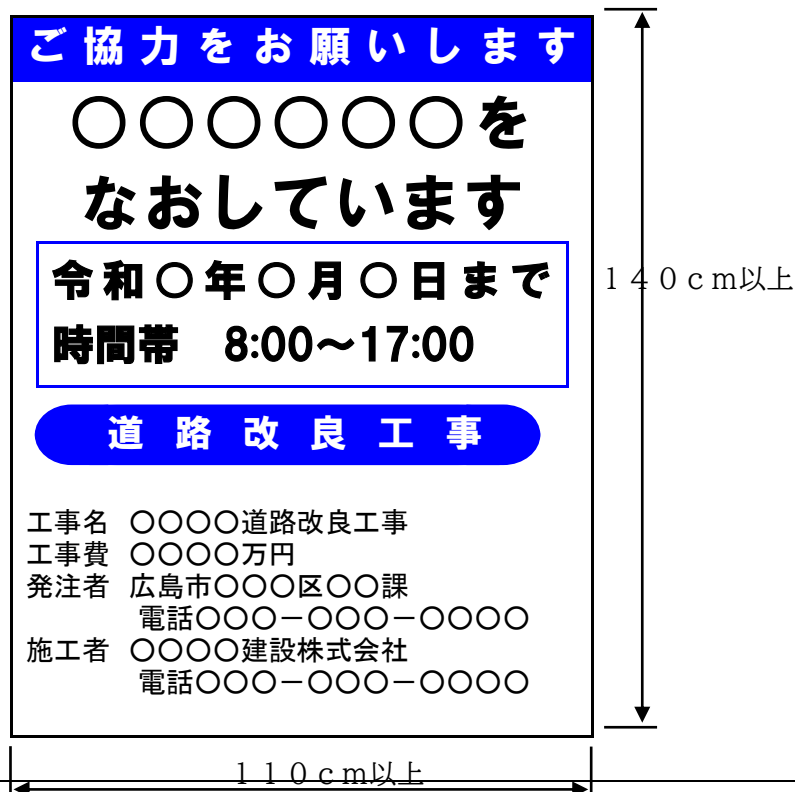 ご協力をお願いします
〇〇〇〇〇〇を
なおしています
令和〇年〇月〇日まで
時間帯　8:00～17:00
道路改良工事
工事名　〇〇〇〇道路改良工事
工事費　〇〇〇〇万円
発注者　広島市〇〇〇区〇〇課
電話〇〇〇－〇〇〇－〇〇〇〇
施工者　〇〇〇〇建設株式会社
電話〇〇〇－〇〇〇－〇〇〇〇
１４０ｃｍ以上
１１０ｃｍ以上